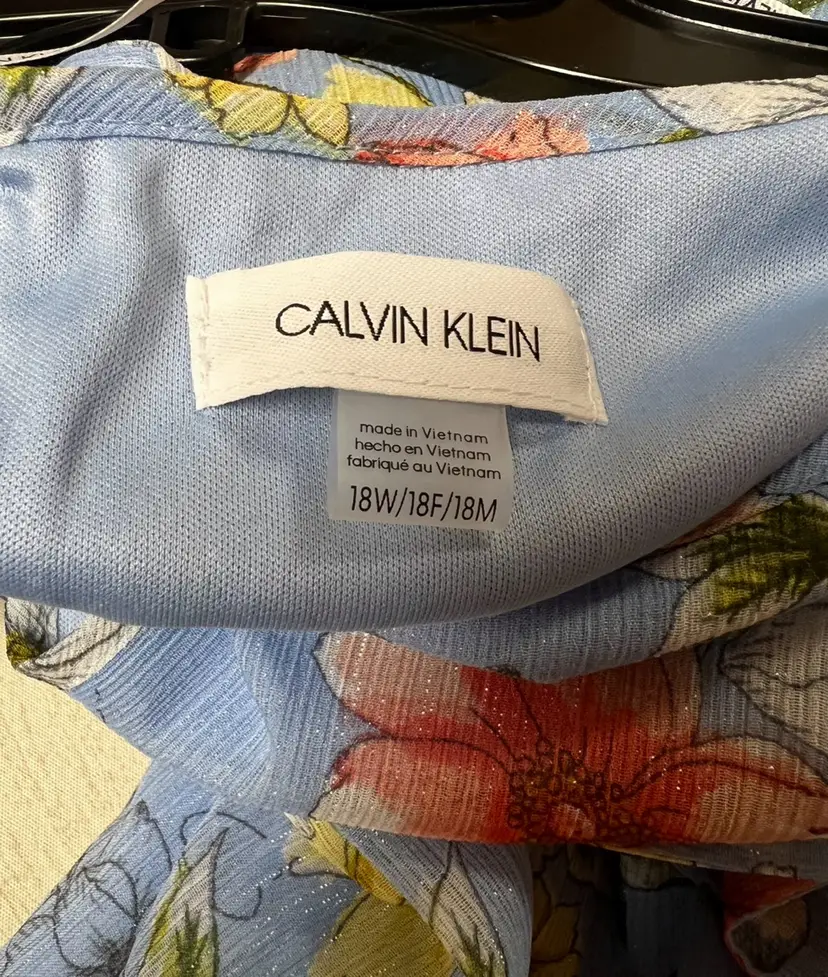 CALVIN KLEIN
made in Vietnam
hecho en Vietnam
fabriqué au Vietnam
18W/18F/18M